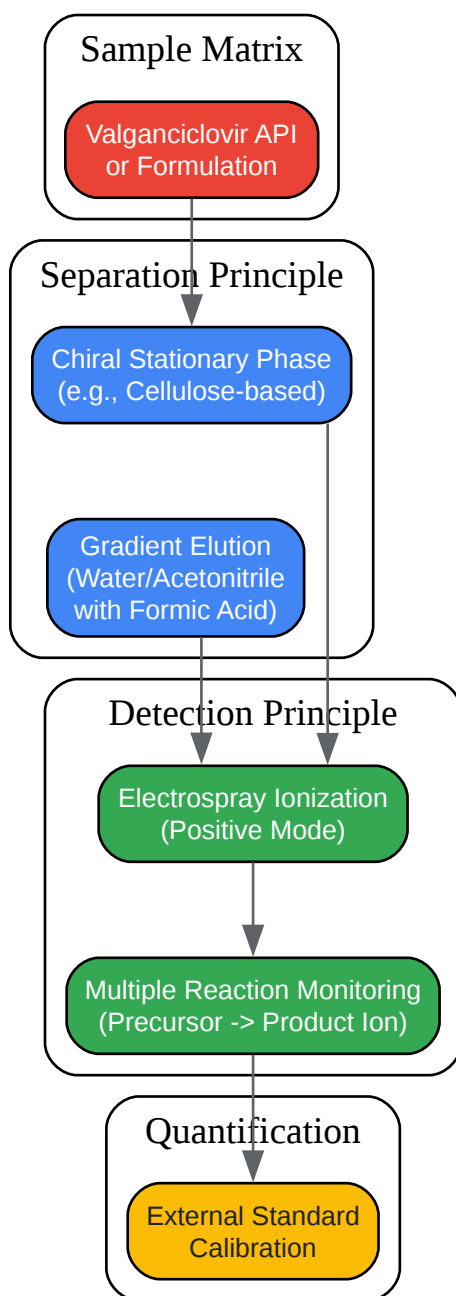 Sample Matrix
Valganciclovir API
or Formulation
Separation Principle
Chiral Stationary Phase
(e.g., Cellulose-based)
Gradient Elution
(Water/Acetonitrile
with Formic Acid)
Detection Principle
Electrospray Ionization
(Positive Mode)
Multiple Reaction Monitoring
(Precursor -> Product Ion)
Quantification
External Standard
Calibration